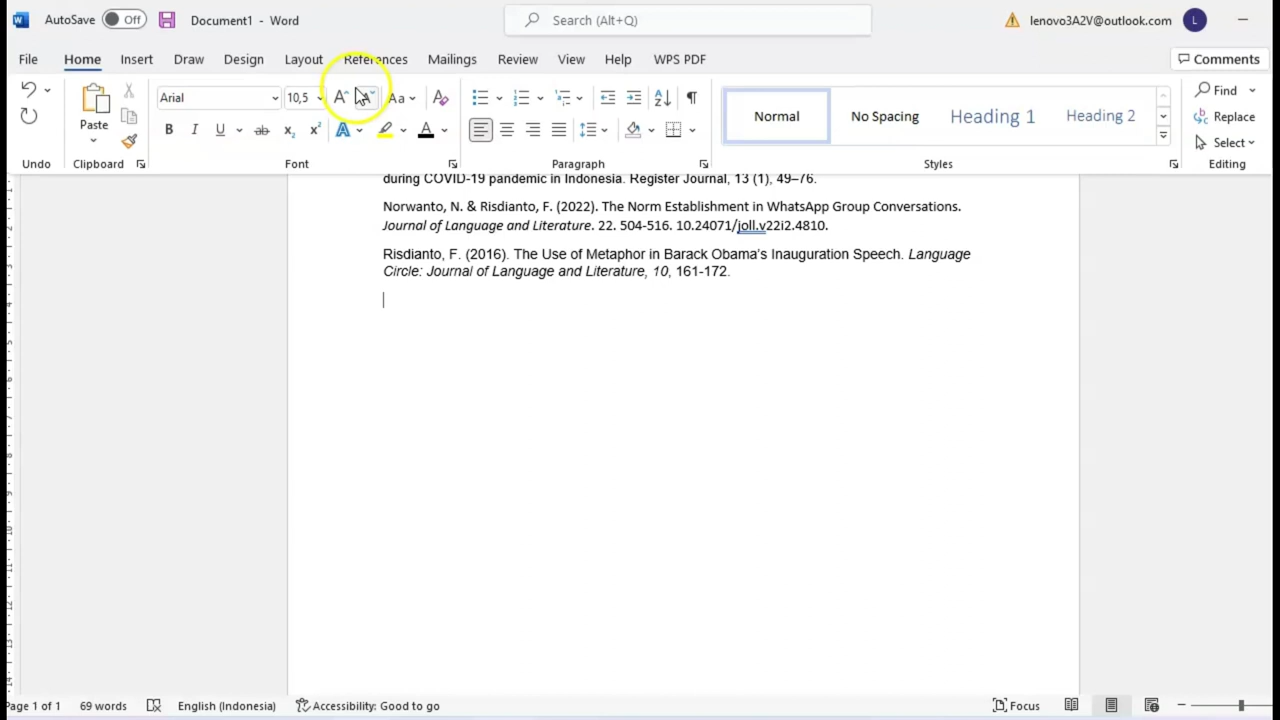 AutoSave Off Document1 - Word Search (Alt+Q) lenovo3A2V@outlook.com L
File Home Insert Draw Design Layout References Mailings Review View Help WPS PDF Comments
Paste Arial 10,5 Aa Normal No Spacing Heading 1 Heading 2 Find
Replace
Select
Undo Clipboard Font Paragraph Styles Editing
during COVID-19 pandemic in Indonesia. Register Journal, 13 (1), 49–76.
Norwanto, N. & Risdianto, F. (2022). The Norm Establishment in WhatsApp Group Conversations.
Journal of Language and Literature. 22. 504-516. 10.24071/joll.v22i2.4810.
Risdianto, F. (2016). The Use of Metaphor in Barack Obama’s Inauguration Speech. Language
Circle: Journal of Language and Literature, 10, 161-172.
Page 1 of 1 69 words English (Indonesia) Accessibility: Good to go Focus